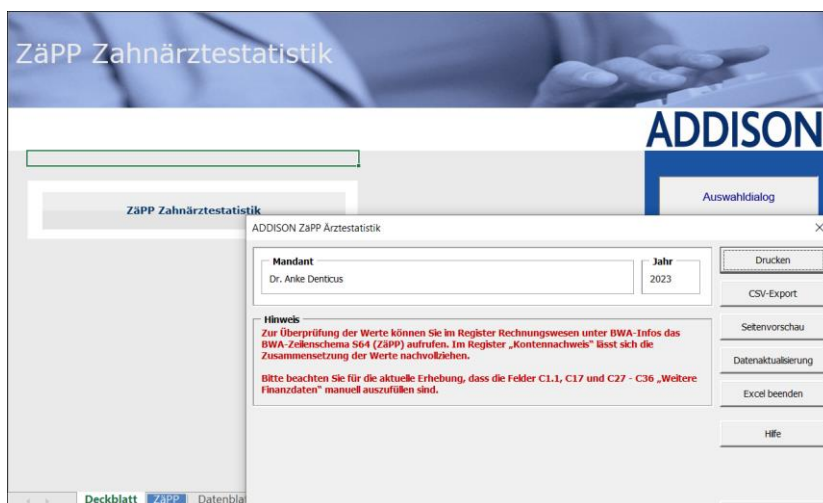 ZäPP Zahnärztestatistik
ADDISON
ZäPP Zahnärztestatistik
Auswahldialog
ADDISON ZäPP Ärztestatistik
Mandant
Dr. Anke Denticus
Jahr
2023
Drucken
CSV-Export
Seitenvorschau
Datenaktualisierung
Excel beenden
Hilfe
Hinweis
Zur Überprüfung der Werte können Sie im Register Rechnungswesen unter BWA-Infos das
BWA-Zeilenschema S64 (ZäPP) aufrufen. Im Register „Kontennachweis" lässt sich die
Zusammensetzung der Werte nachvollziehen.
Bitte beachten Sie für die aktuelle Erhebung, dass die Felder C1.1, C17 und C27 - C36 „Weitere
Finanzdaten" manuell auszufüllen sind.
Deckblatt ZäPP Datenblat